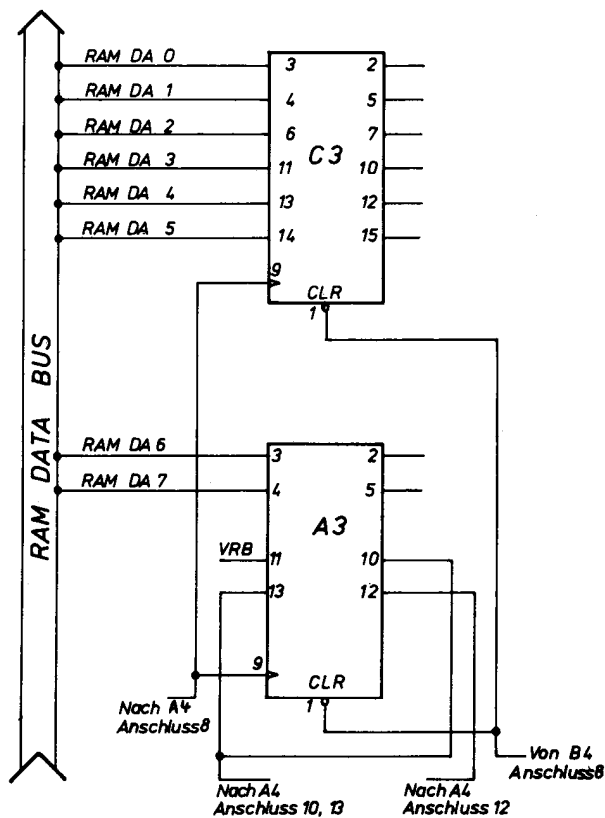 RAM DATA BUS
RAM DA 0
RAM DA 1
RAM DA 2
RAM DA 3
RAM DA 4
RAM DA 5
3 2
4 5
6 7
C3
11 10
13 12
14 15
9
CLR
1
RAM DA 6
RAM DA 7
3 2
4 5
A3
VRB
11 10
13 12
9
CLR
1
Nach A4
Anschluss 8
Von B4
Anschluss 8
Nach A4
Anschluss 10, 13
Nach A4
Anschluss 12